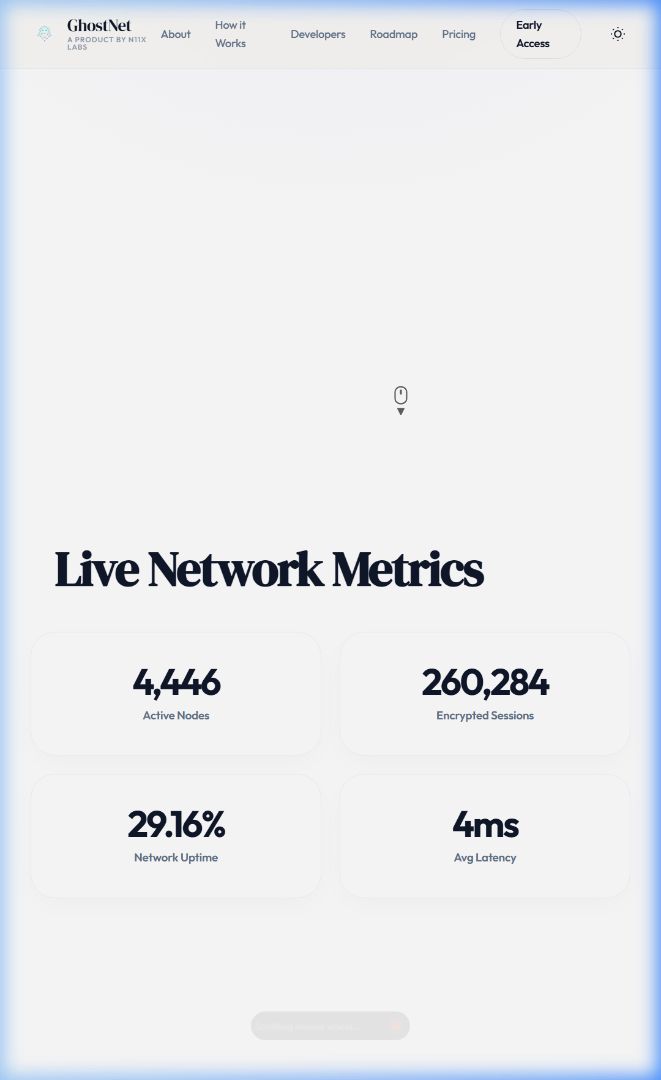 GhostNet
A PRODUCT BY N11X
LABS
About
How it
Works
Developers
Roadmap
Pricing
Early
Access
Live Network Metrics
4,446
Active Nodes
260,284
Encrypted Sessions
29.16%
Network Uptime
4ms
Avg Latency